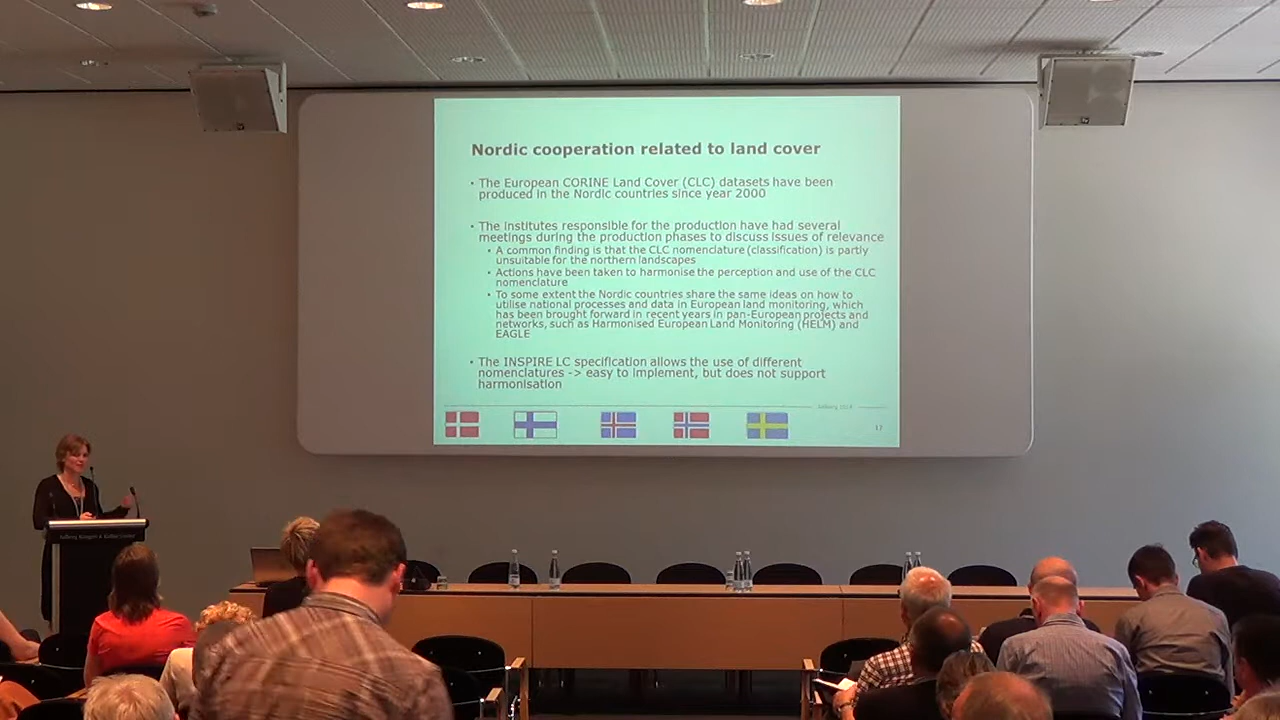 Nordic cooperation related to land cover
• The European CORINE Land Cover (CLC) datasets have been
produced in the Nordic countries since year 2000
• The institutes responsible for the production have had several
meetings during the production phases to discuss issues of relevance
• A common finding is that the CLC nomenclature (classification) is partly
unsuitable for the northern landscapes
• Actions have been taken to harmonise the perception and use of the CLC
nomenclature
• To some extent the Nordic countries share the same ideas on how to
utilise national processes and data in European land monitoring, which
has been brought forward in recent years in pan-European projects and
networks, such as Harmonised European Land Monitoring (HELM) and
EAGLE
• The INSPIRE LC specification allows the use of different
nomenclatures -> easy to implement, but does not support
harmonisation
Aalborg 2014
17
Aalborg Kongres & Kultur Center